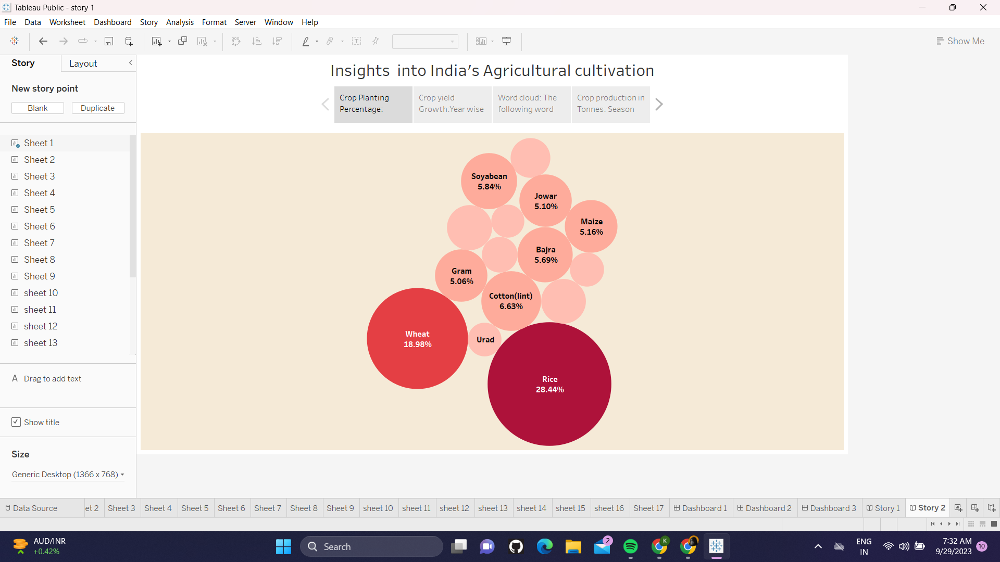 Tableau Public - story 1
File Data Worksheet Dashboard Story Analysis Format Server Window Help
Show Me
Story
Layout
New story point
Blank
Duplicate
Sheet 1
Sheet 2
Sheet 3
Sheet 4
Sheet 5
Sheet 6
Sheet 7
Sheet 8
Sheet 9
sheet 10
sheet 11
sheet 12
sheet 13
A Drag to add text
Show title
Size
Generic Desktop (1366 x 768)
Insights into India's Agricultural cultivation
Crop Planting
Percentage:
Crop yield
Growth:Year wise
Word cloud: The
following word
Crop production in
Tonnes: Season
Soyabean
5.84%
Jowar
5.10%
Maize
5.16%
Bajra
5.69%
Gram
5.06%
Cotton(lint)
6.63%
Wheat
18.98%
Urad
Rice
28.44%
Data Source
et 2
Sheet 3
Sheet 4
Sheet 5
Sheet 6
Sheet 7
Sheet 8
Sheet 9
sheet 10
sheet 11
sheet 12
sheet 13
sheet 14
sheet 15
sheet 16
Sheet 17
Dashboard 1
Dashboard 2
Dashboard 3
Story 1
Story 2
AUD/INR
+0.42%
Search
2
K
ENG
IN
7:32 AM
9/29/2023
10